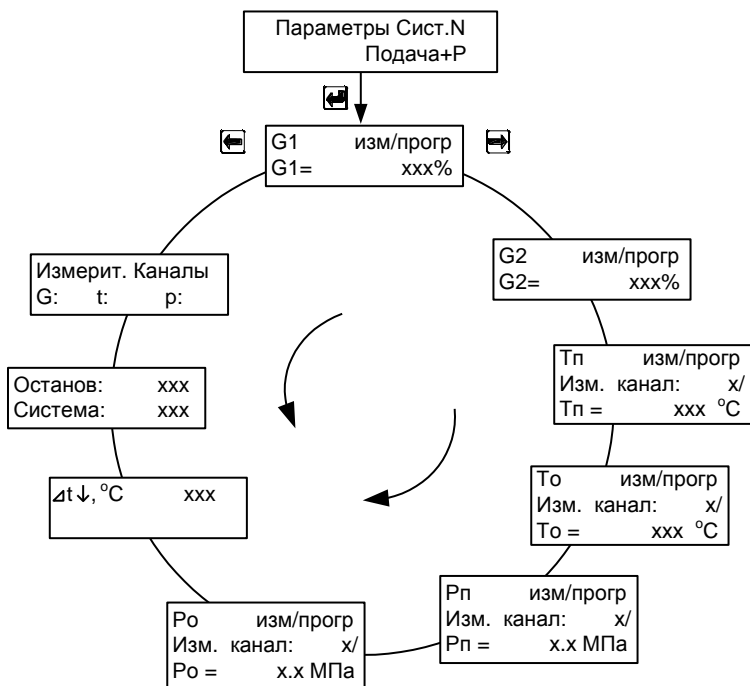 Параметры Сист.N
Подача+Р
G1 изм/прогр
G1= xxx%
G2 изм/прогр
G2= xxx%
Тп изм/прогр
Изм. канал: x/
Тп = xxx °C
То изм/прогр
Изм. канал: x/
То = xxx °C
Рп изм/прогр
Изм. канал: x/
Рп = x.x МПа
Ро изм/прогр
Изм. канал: x/
Ро = x.x МПа
⊿t↓, °C xxx
Останов: xxx
Система: xxx
Измерит. Каналы
G: t: p: